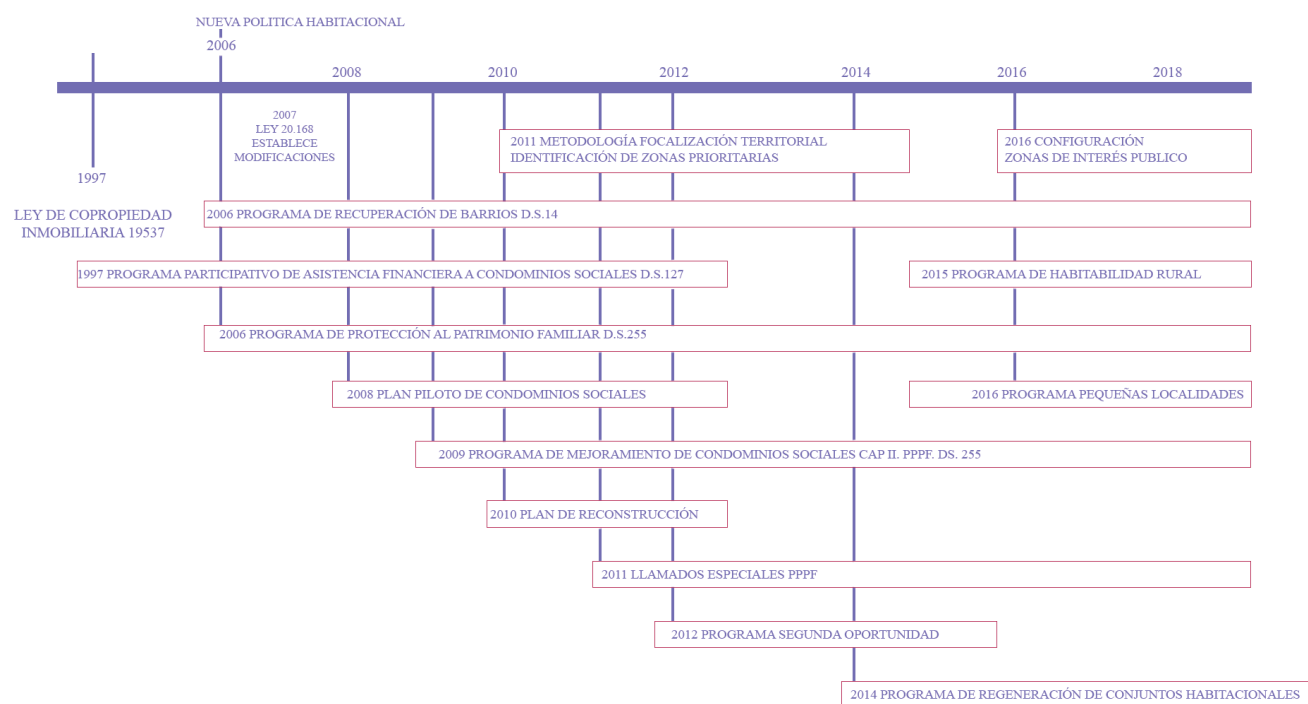 NUEVA POLITICA HABITACIONAL
2006
2008
2010
2012
2014
2016
2018
2007
LEY 20.168
ESTABLECE
MODIFICACIONES
2011 METODOLOGÍA FOCALIZACIÓN TERRITORIAL
IDENTIFICACIÓN DE ZONAS PRIORITARIAS
2016 CONFIGURACIÓN
ZONAS DE INTERÉS PUBLICO
1997
LEY DE COPROPIEDAD
INMOBILIARIA 19537
2006 PROGRAMA DE RECUPERACIÓN DE BARRIOS D.S.14
1997 PROGRAMA PARTICIPATIVO DE ASISTENCIA FINANCIERA A CONDOMINIOS SOCIALES D.S.127
2015 PROGRAMA DE HABITABILIDAD RURAL
2006 PROGRAMA DE PROTECCIÓN AL PATRIMONIO FAMILIAR D.S.255
2008 PLAN PILOTO DE CONDOMINIOS SOCIALES
2016 PROGRAMA PEQUEÑAS LOCALIDADES
2009 PROGRAMA DE MEJORAMIENTO DE CONDOMINIOS SOCIALES CAP II. PPPF. DS. 255
2010 PLAN DE RECONSTRUCCIÓN
2011 LLAMADOS ESPECIALES PPPF
2012 PROGRAMA SEGUNDA OPORTUNIDAD
2014 PROGRAMA DE REGENERACIÓN DE CONJUNTOS HABITACIONALES